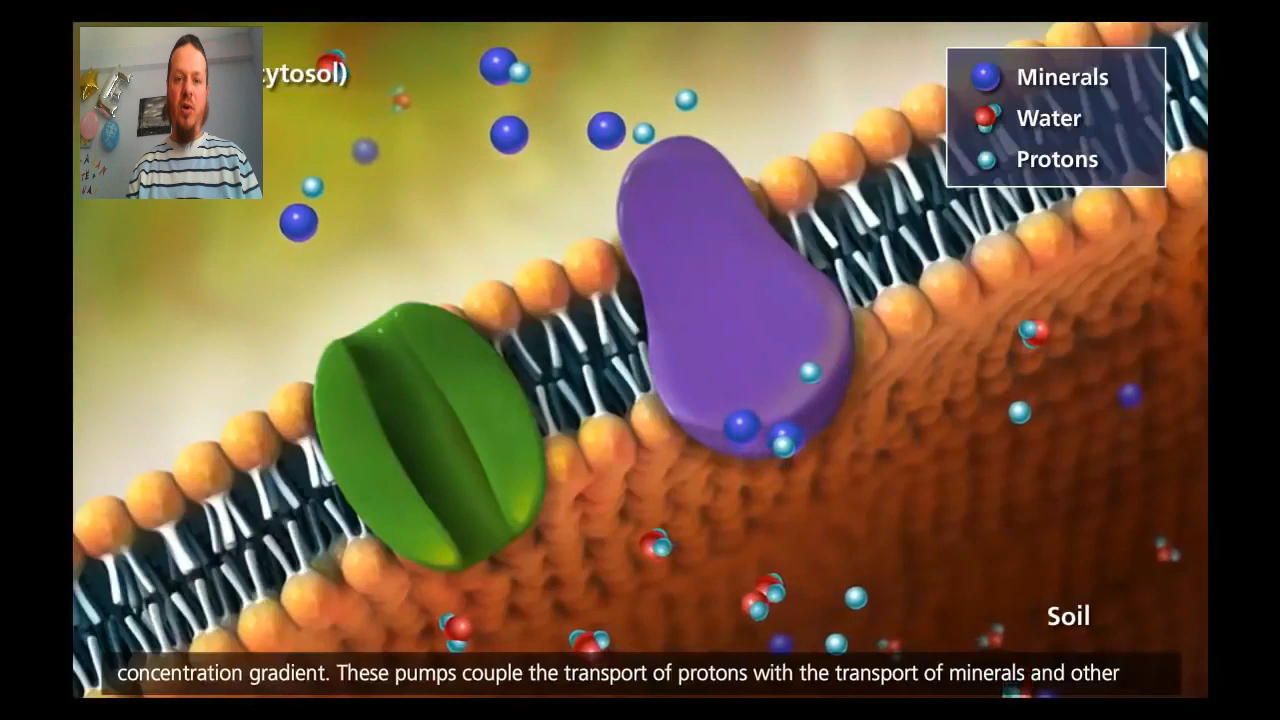 cytosol)
Minerals
Water
Protons
Soil
concentration gradient. These pumps couple the transport of protons with the transport of minerals and other